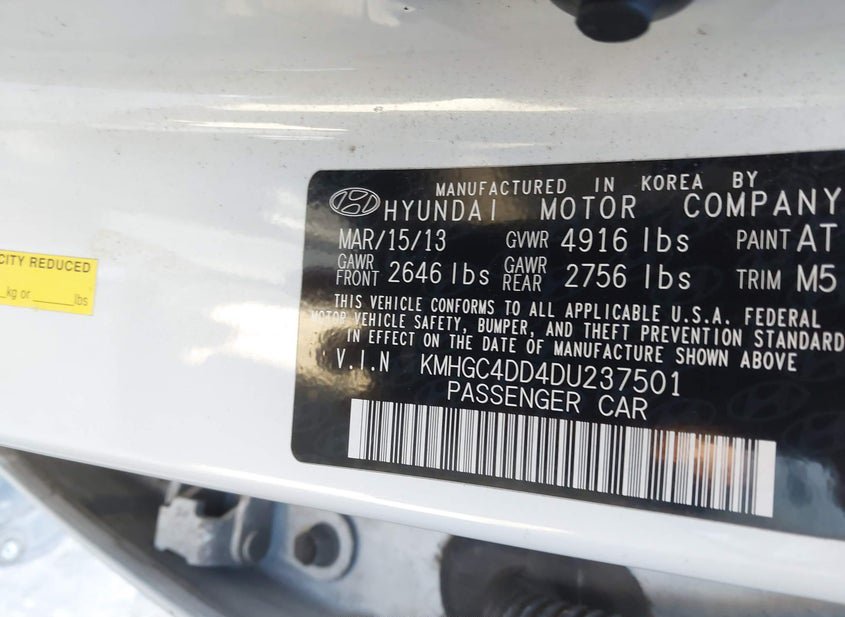 CITY REDUCED
kg or ______lbs
MANUFACTURED IN KOREA BY
HYUNDAI MOTOR COMPANY
MAR/15/13 GVWR 4916 lbs PAINT AT
GAWR FRONT 2646 lbs GAWR REAR 2756 lbs TRIM M5
THIS VEHICLE CONFORMS TO ALL APPLICABLE U.S.A. FEDERAL
MOTOR VEHICLE SAFETY, BUMPER, AND THEFT PREVENTION STANDARD
IN EFFECT ON THE DATE OF MANUFACTURE SHOWN ABOVE
V.I.N KMHGC4DD4DU237501
PASSENGER CAR